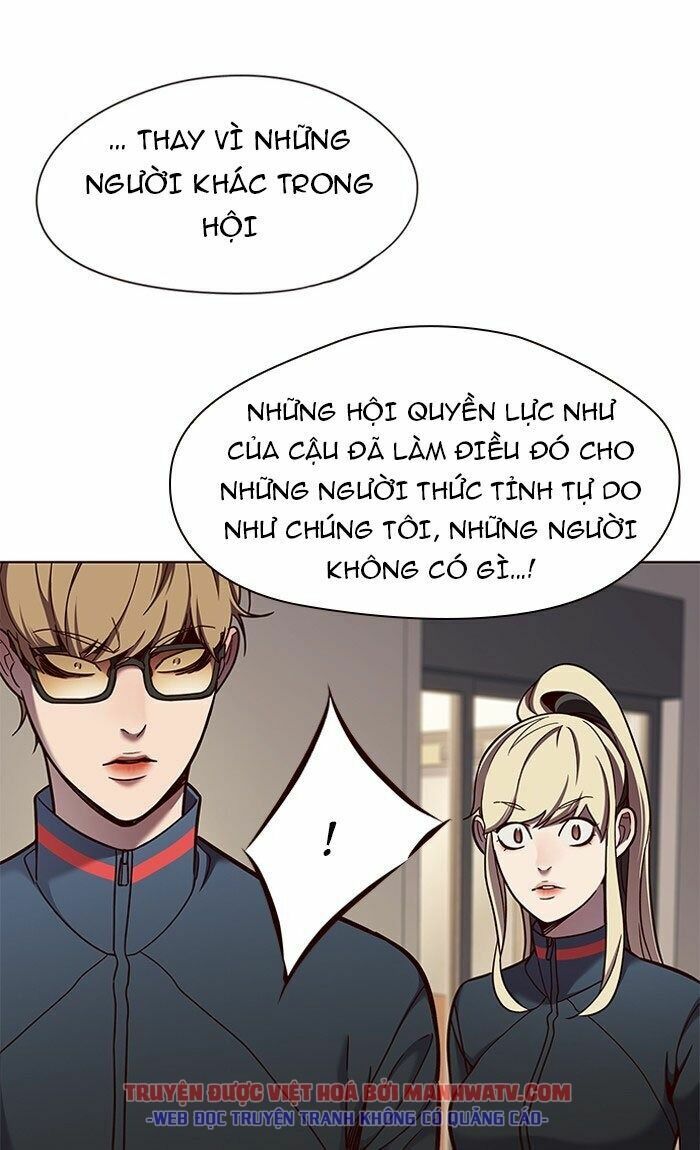 ... THAY VÌ NHỮNG
NGƯỜI KHÁC TRONG
HỘI
NHỮNG HỘI QUYỀN LỰC NHƯ
CỦA CẬU ĐÃ LÀM ĐIỀU ĐÓ CHO
NHỮNG NGƯỜI THỨC TỈNH TỰ DO
NHƯ CHÚNG TÔI, NHỮNG NGƯỜI
KHÔNG CÓ GÌ...!
!
TRUYỆN ĐƯỢC VIỆT HOÁ BỞI MANHWATV.COM
-WEB ĐỌC TRUYỆN TRANH KHÔNG CÓ QUẢNG CÁO-